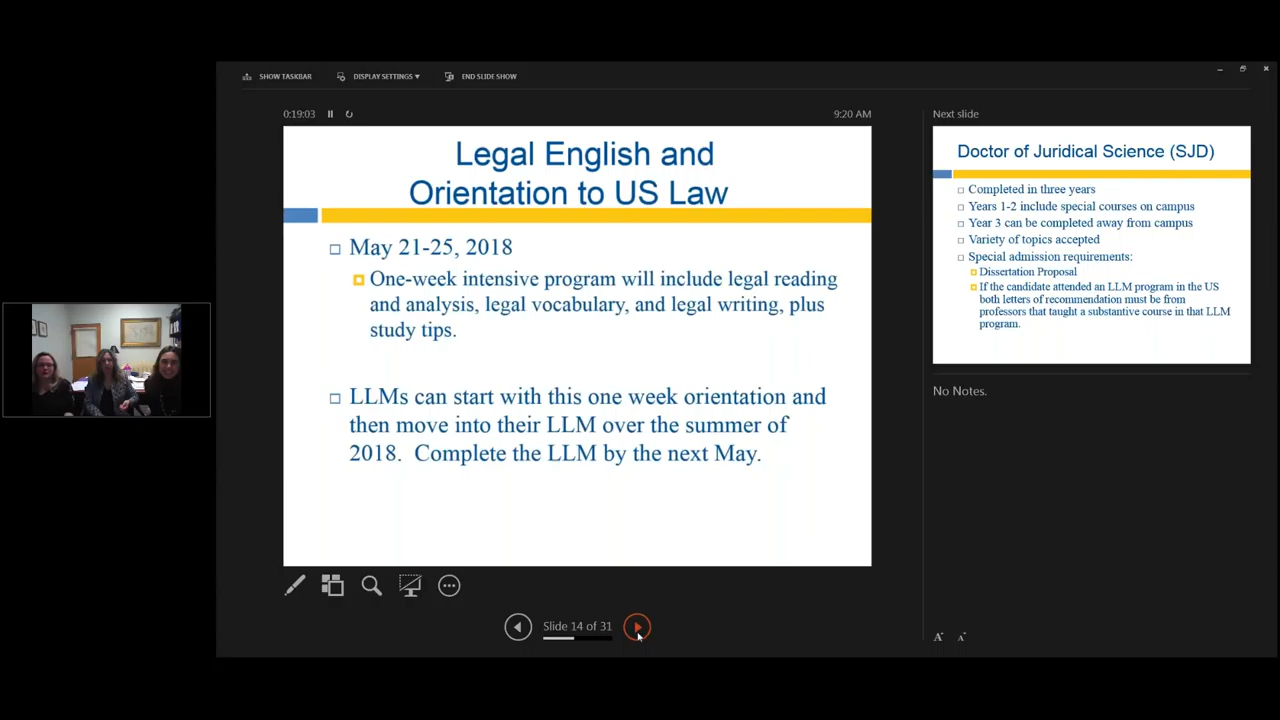 SHOW TASKBAR DISPLAY SETTINGS ▾ END SLIDE SHOW
0:19:03 9:20 AM
Legal English and
Orientation to US Law
May 21-25, 2018
One-week intensive program will include legal reading
and analysis, legal vocabulary, and legal writing, plus
study tips.
LLMs can start with this one week orientation and
then move into their LLM over the summer of
2018. Complete the LLM by the next May.
Slide 14 of 31
Next slide
Doctor of Juridical Science (SJD)
Completed in three years
Years 1-2 include special courses on campus
Year 3 can be completed away from campus
Variety of topics accepted
Special admission requirements:
Dissertation Proposal
If the candidate attended an LLM program in the US
both letters of recommendation must be from
professors that taught a substantive course in that LLM
program.
No Notes.
A A